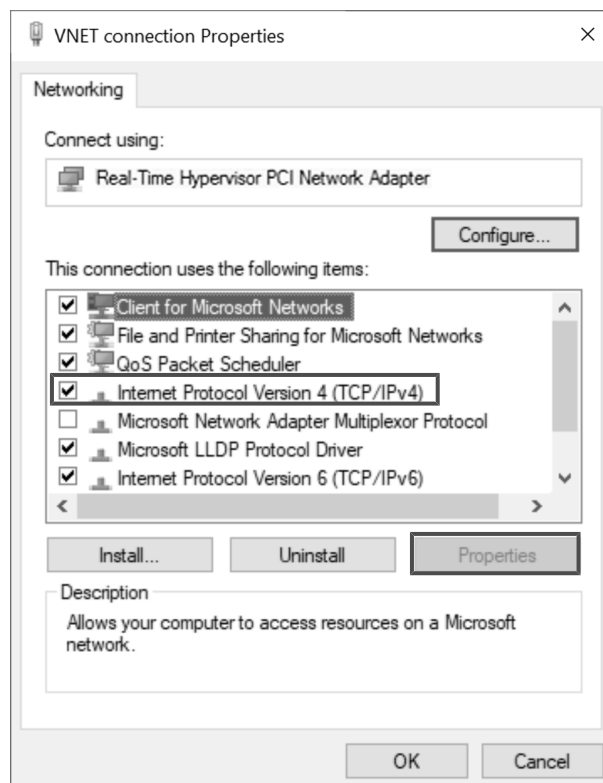 VNET connection Properties
Networking
Connect using:
Real-Time Hypervisor PCI Network Adapter
Configure...
This connection uses the following items:
Client for Microsoft Networks
File and Printer Sharing for Microsoft Networks
QoS Packet Scheduler
Internet Protocol Version 4 (TCP/IPv4)
Microsoft Network Adapter Multiplexor Protocol
Microsoft LLDP Protocol Driver
Internet Protocol Version 6 (TCP/IPv6)
Install...
Uninstall
Properties
Description
Allows your computer to access resources on a Microsoft
network.
OK
Cancel